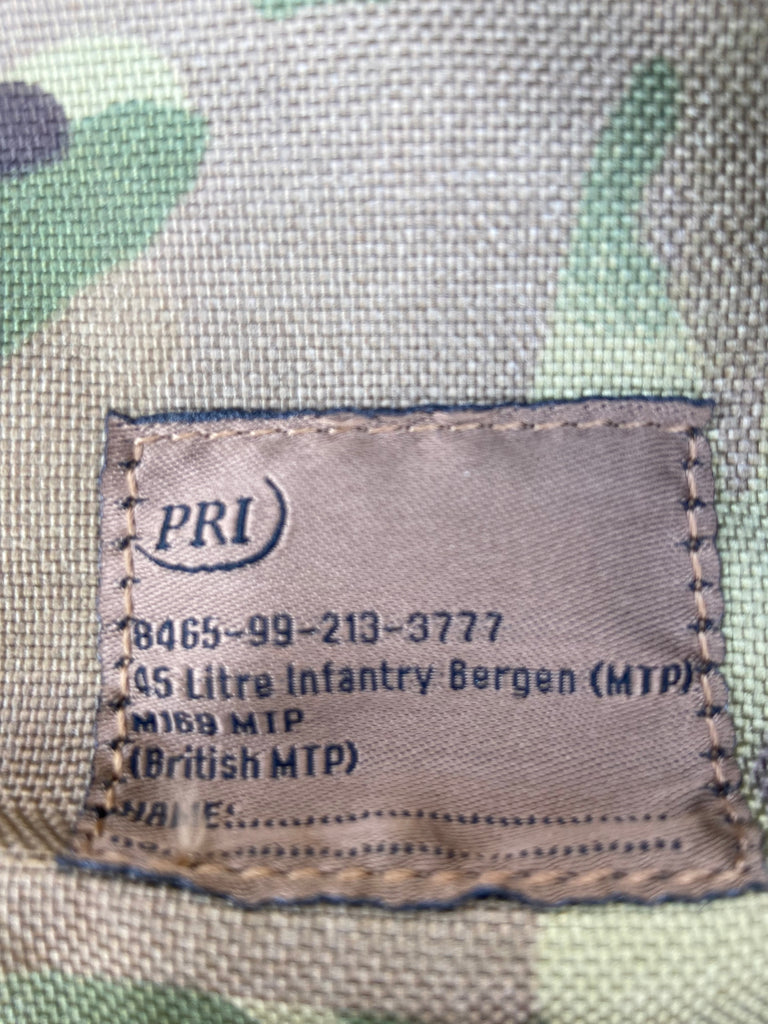 PRI
8465-99-213-3777
45 Litre Infantry Bergen (MTP)
M169 MTP
(British MTP)
NAME:..............................